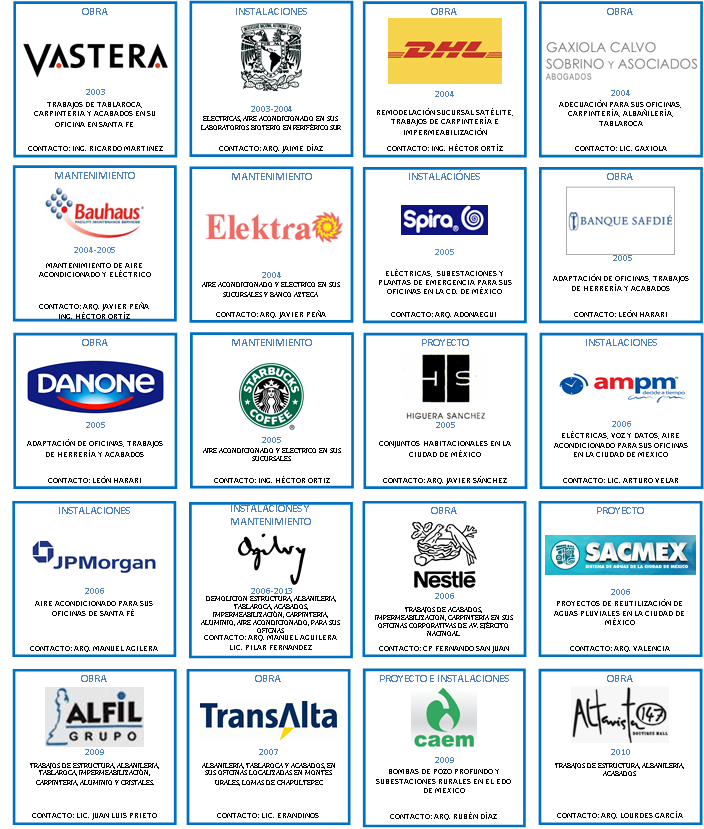 OBRA
VASTERA
2003
TRABAJOS DE TABLAROCA,
CARPINTERIA Y ACABADOS EN SU
OFICINA EN SANTA FE
CONTACTO: ING. RICARDO MARTINEZ
INSTALACIONES
2003-2004
ELECTRICAS, AIRE ACONDICIONADO EN SUS
LABORATORIOS BIOTERIO EN PERIFÉRICO SUR
CONTACTO: ARQ. JAIME DÍAZ
OBRA
DHL
2004
REMODELACIÓN SUCURSAL SATÉLITE,
TRABAJOS DE CARPINTERÍA E
IMPERMEABILIZACIÓN
CONTACTO: ING. HÉCTOR ORTÍZ
OBRA
GAXIOLA CALVO
SOBRINO Y ASOCIADOS
ABOGADOS
2004
ADECUACIÓN PARA SUS OFICINAS,
CARPINTERÍA, ALBAÑILERÍA,
TABLAROCA
CONTACTO: LIC. GAXIOLA
MANTENIMIENTO
Bauhaus
FACILITY MAINTENANCE SERVICES
2004-2005
MANTENIMIENTO DE AIRE
ACONDICIONADO Y ELÉCTRICO
CONTACTO: ARQ. JAVIER PEÑA
ING. HÉCTOR ORTÍZ
MANTENIMIENTO
Elektra
2004
AIRE ACONDICIONADO Y ELECTRICO EN SUS
SUCURSALES Y BANCO AZTECA
CONTACTO: ARQ. JAVIER PEÑA
INSTALACIÓNES
Spira
2005
ELÉCTRICAS, SUBESTACIONES Y
PLANTAS DE EMERGENCIA PARA SUS
OFICINAS EN LA CD. DE MÉXICO
CONTACTO: ARQ. ADONAEGUI
OBRA
BANQUE SAFDIÉ
2005
ADAPTACIÓN DE OFICINAS, TRABAJOS
DE HERRERÍA Y ACABADOS
CONTACTO: LEÓN HARARI
OBRA
DANONE
2005
ADAPTACIÓN DE OFICINAS, TRABAJOS
DE HERRERÍA Y ACABADOS
CONTACTO: LEÓN HARARI
MANTENIMIENTO
STARBUCKS
COFFEE
2005
AIRE ACONDICIONADO Y ELECTRICO EN SUS
SUCURSALES
CONTACTO: ING. HÉCTOR ORTIZ
PROYECTO
HS
HIGUERA SANCHEZ
2005
CONJUNTOS HABITACIONALES EN LA
CIUDAD DE MÉXICO
CONTACTO: ARQ. JAVIER SÁNCHEZ
INSTALACIONES
ampm
decide a tiempo
2006
ELÉCTRICAS, VOZ Y DATOS, AIRE
ACONDICIONADO PARA SUS OFICINAS
EN LA CIUDAD DE MEXICO
CONTACTO: LIC. ARTURO VELAR
INSTALACIONES
JPMorgan
2006
AIRE ACONDICIONADO PARA SUS
OFICINAS DE SANTA FÉ
CONTACTO: ARQ. MANUEL AGILERA
INSTALACIONES Y
MANTENIMIENTO
Ogilvy
2006-2013
DEMOLICION ESTRUCTURA, ALBANILERIA,
TABLAROCA, ACABADOS,
IMPERMEABILIZACION, CARPINTERIA,
ALUMINIO, AIRE ACONDICIONADO, PARA SUS
OFICINAS
CONTACTO: ARQ. MANUEL AGUILERA
LIC. PILAR FERNANDEZ
OBRA
Nestlē
2006
TRABAJOS DE ACABADOS,
IMPERMEABILIZACION, CARPINTERIA EN SUS
OFICINAS CORPORATIVAS DE AV. EJÉRCITO
NACINOAL
CONTACTO: CP FERNANDO SAN JUAN
PROYECTO
SACMEX
SISTEMA DE AGUAS DE LA CIUDAD DE MÉXICO
2006
PROYECTOS DE REUTILIZACIÓN DE
AGUAS PLUVIALES EN LA CIUDAD DE
MÉXICO
CONTACTO: ARQ. VALENCIA
OBRA
ALFIL
GRUPO
2009
TRABAJOS DE ESTRUCTURA, ALBANILERIA,
TABLAROCA, IMPERMEABILIZACIÓN,
CARPINTERIA, ALUMINIO Y CRISTALES.
CONTACTO: LIC. JUAN LUIS PRIETO
OBRA
TransAlta
2007
ALBANILERIA, TABLAROCA Y ACABADOS, EN
SUS OFICINAS LOCALIZADAS EN MONTES
URALES, LOMAS DE CHAPULTEPEC
CONTACTO: LIC. ERANDINOS
PROYECTO E INSTALACIONES
caem
2009
BOMBAS DE POZO PROFUNDO Y
SUBESTACIONES RURALES EN EL EDO
DE MEXICO
CONTACTO: ARQ. RUBÉN DÍAZ
OBRA
Altavista 147
BOUTIQUE MALL
2010
TRABAJOS DE ESTRUCTURA, ALBANILERIA,
ACABADOS
CONTACTO: ARQ. LOURDES GARCÍA